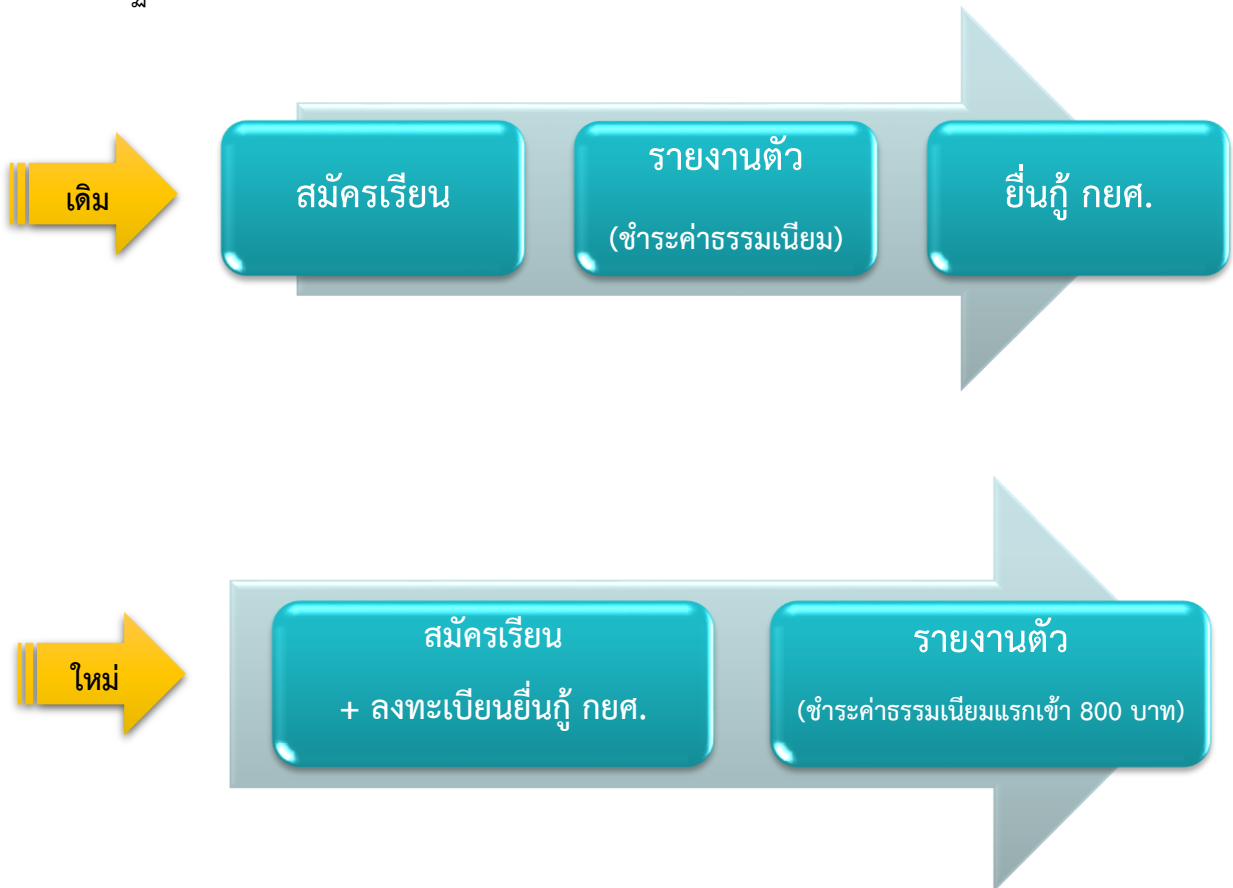 เดิม
สมัครเรียน
รายงานตัว
(ชำระค่าธรรมเนียม)
ยื่นกู้ กยศ.
ใหม่
สมัครเรียน
+ ลงทะเบียนยื่นกู้ กยศ.
รายงานตัว
(ชำระค่าธรรมเนียมแรกเข้า 800 บาท)